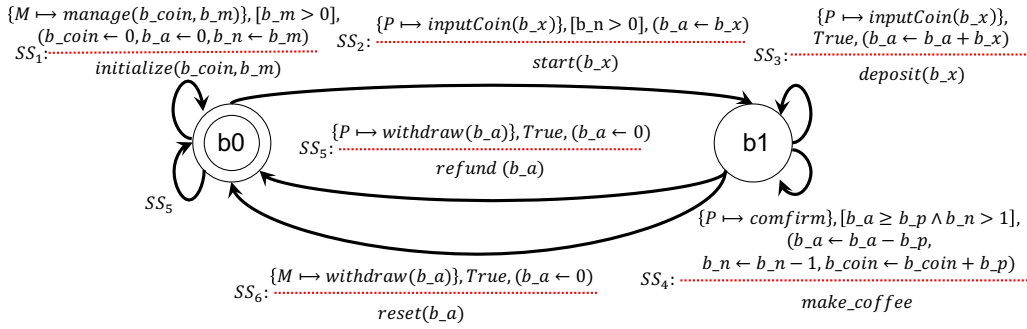 {M ↦ manage(b_coin, b_m)}, [b_m > 0],
(b_coin ← 0, b_a ← 0, b_n ← b_m)
SS₁:
initialize(b_coin, b_m)
SS₂: {P ↦ inputCoin(b_x)}, [b_n > 0], (b_a ← b_x)
start(b_x)
{P ↦ inputCoin(b_x)},
SS₃: True, (b_a ← b_a + b_x)
deposit(b_x)
b0
b1
SS₅: {P ↦ withdraw(b_a)}, True, (b_a ← 0)
refund (b_a)
SS₅
{P ↦ comfirm}, [b_a ≥ b_p ∧ b_n > 1],
(b_a ← b_a − b_p,
b_n ← b_n − 1, b_coin ← b_coin + b_p)
SS₄:
make_coffee
{M ↦ withdraw(b_a)}, True, (b_a ← 0)
SS₆:
reset(b_a)